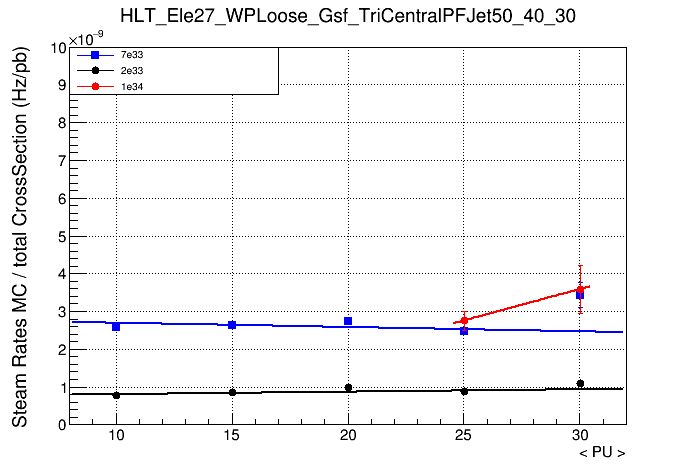 HLT_Ele27_WPLoose_Gsf_TriCentralPFJet50_40_30
×10⁻⁹
Steam Rates MC / total CrossSection (Hz/pb)
7e33
2e33
1e34
10
9
8
7
6
5
4
3
2
1
0
10 15 20 25 30
< PU >